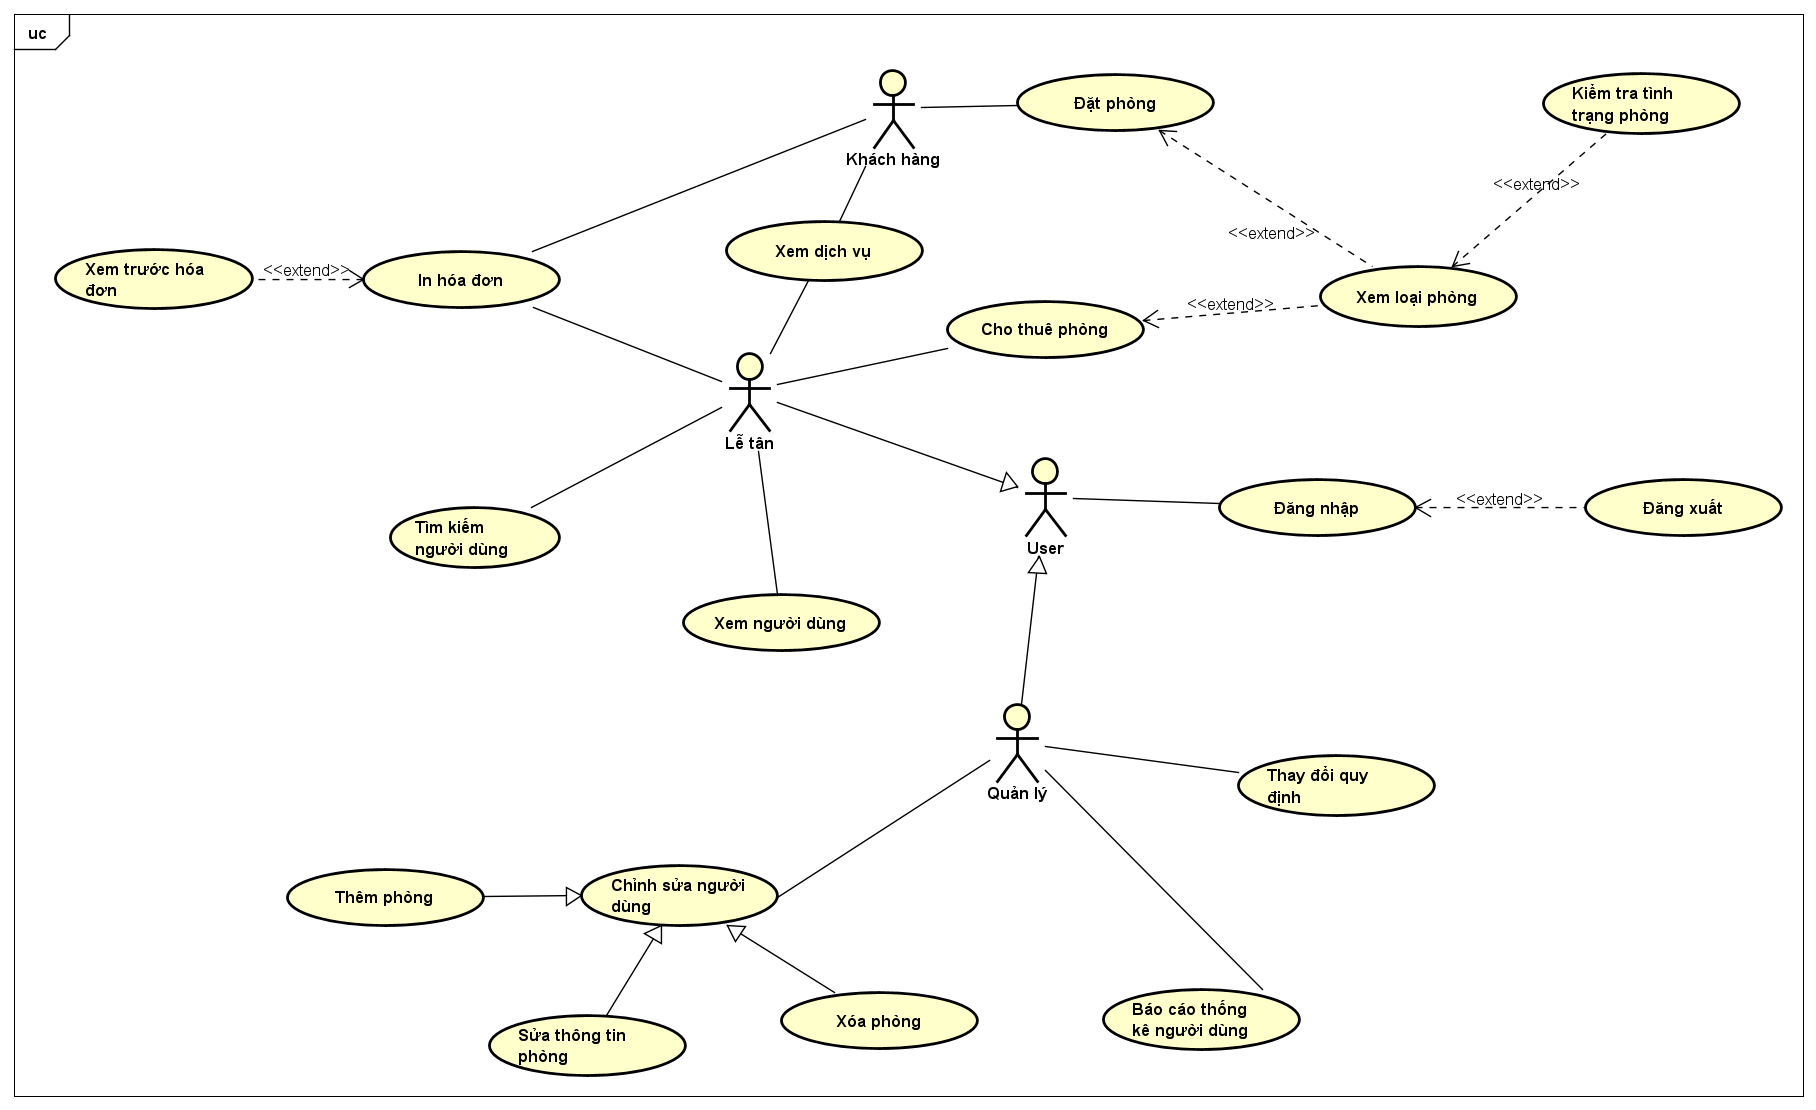 uc
Đặt phòng
Kiểm tra tình
trạng phòng
Khách hàng
<<extend>>
<<extend>>
Xem dịch vụ
Xem trước hóa
đơn
<<extend>>
In hóa đơn
Xem loại phòng
<<extend>>
Cho thuê phòng
Lễ tân
Tìm kiếm
người dùng
User
Đăng nhập
<<extend>>
Đăng xuất
Xem người dùng
Quản lý
Thay đổi quy
định
Thêm phòng
Chỉnh sửa người
dùng
Sửa thông tin
phòng
Xóa phòng
Báo cáo thống
kê người dùng